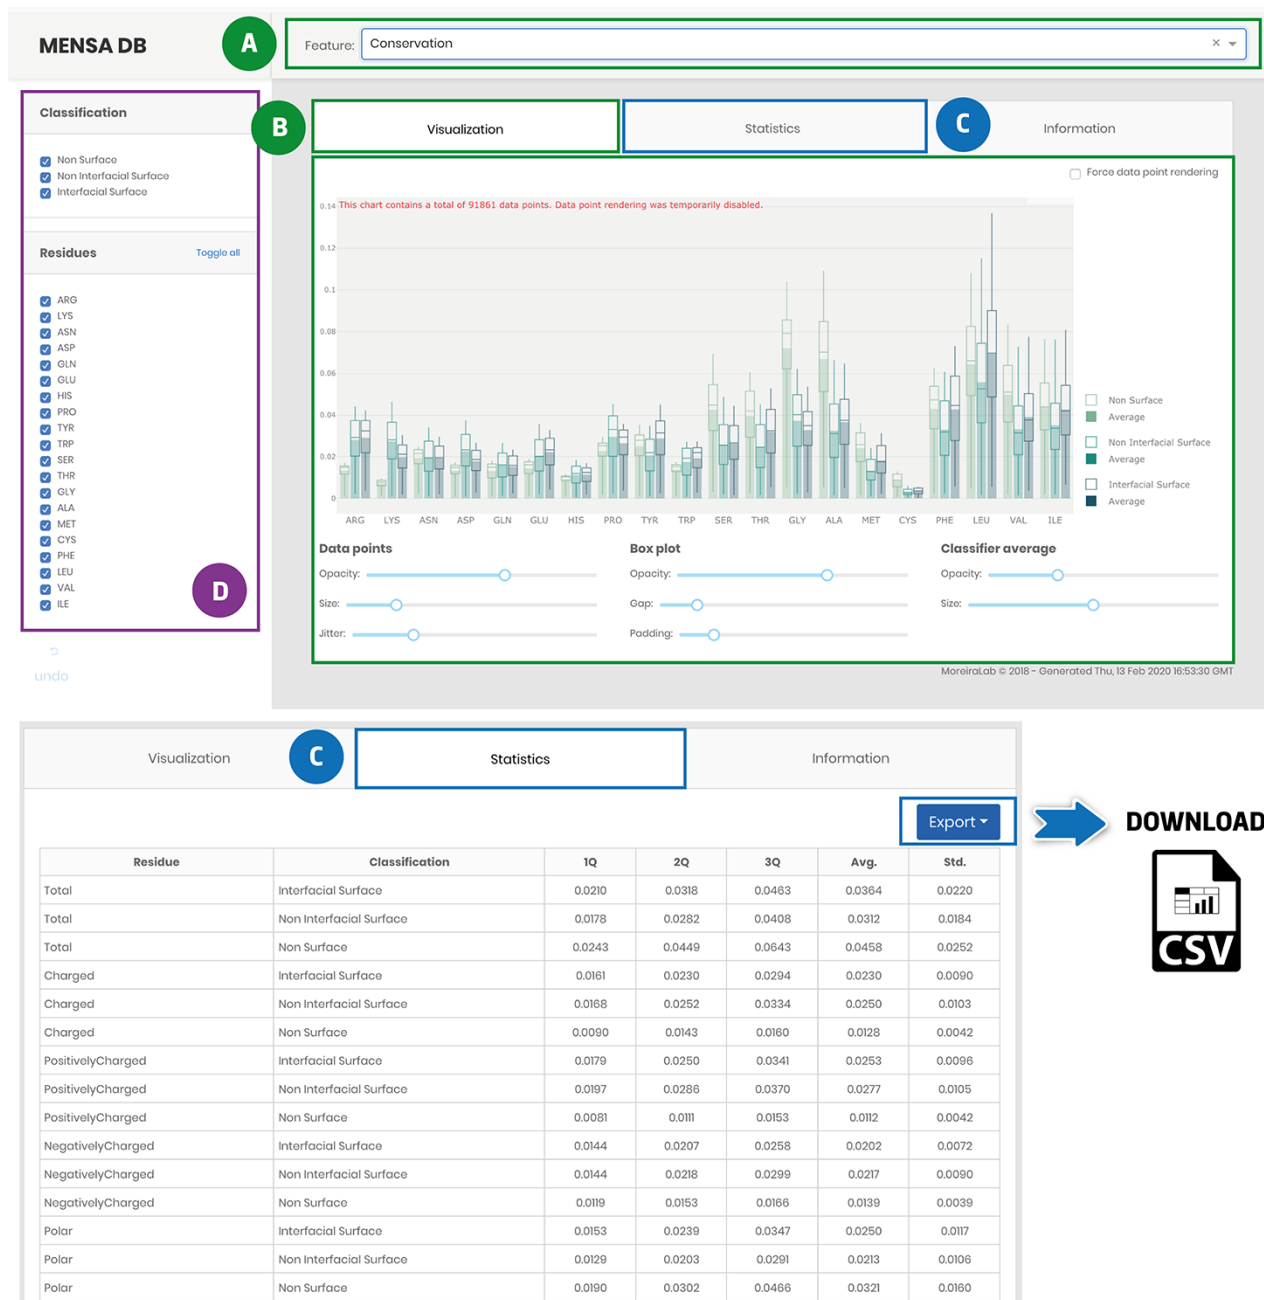 MENSA DB
A
Feature: Conservation × 
Classification
Non Surface
Non Interfacial Surface
Interfacial Surface
Residues Toggle all
ARG
LYS
ASN
ASP
GLN
GLU
HIS
PRO
TYR
TRP
SER
THR
GLY
ALA
MET
CYS
PHE
LEU
VAL
ILE
D
undo
B
Visualization Statistics C Information
Force data point rendering
This chart contains a total of 91861 data points. Data point rendering was temporarily disabled.
0.14
0.12
0.1
0.08
0.06
0.04
0.02
0
ARG LYS ASN ASP GLN GLU HIS PRO TYR TRP SER THR GLY ALA MET CYS PHE LEU VAL ILE
Non Surface
Average
Non Interfacial Surface
Average
Interfacial Surface
Average
Data points Box plot Classifier average
Opacity: Opacity: Opacity:
Size: Gap: Size:
Jitter: Padding:
MoreiraLab © 2018 - Generated Thu, 13 Feb 2020 16:53:30 GMT
Visualization C Statistics Information
Export
DOWNLOAD
CSV
Residue Classification 1Q 2Q 3Q Avg. Std.
Total Interfacial Surface 0.0210 0.0318 0.0463 0.0364 0.0220
Total Non Interfacial Surface 0.0178 0.0282 0.0408 0.0312 0.0184
Total Non Surface 0.0243 0.0449 0.0643 0.0458 0.0252
Charged Interfacial Surface 0.0161 0.0230 0.0294 0.0230 0.0090
Charged Non Interfacial Surface 0.0168 0.0252 0.0334 0.0250 0.0103
Charged Non Surface 0.0090 0.0143 0.0160 0.0128 0.0042
PositivelyCharged Interfacial Surface 0.0179 0.0250 0.0341 0.0253 0.0096
PositivelyCharged Non Interfacial Surface 0.0197 0.0286 0.0370 0.0277 0.0105
PositivelyCharged Non Surface 0.0081 0.0111 0.0153 0.0112 0.0042
NegativelyCharged Interfacial Surface 0.0144 0.0207 0.0258 0.0202 0.0072
NegativelyCharged Non Interfacial Surface 0.0144 0.0218 0.0299 0.0217 0.0090
NegativelyCharged Non Surface 0.0119 0.0153 0.0166 0.0139 0.0039
Polar Interfacial Surface 0.0153 0.0239 0.0347 0.0250 0.0117
Polar Non Interfacial Surface 0.0129 0.0203 0.0291 0.0213 0.0106
Polar Non Surface 0.0190 0.0302 0.0466 0.0321 0.0160